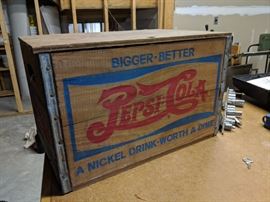 BIGGER-BETTER
PEPSI-COLA
A NICKEL DRINK-WORTH A DIME